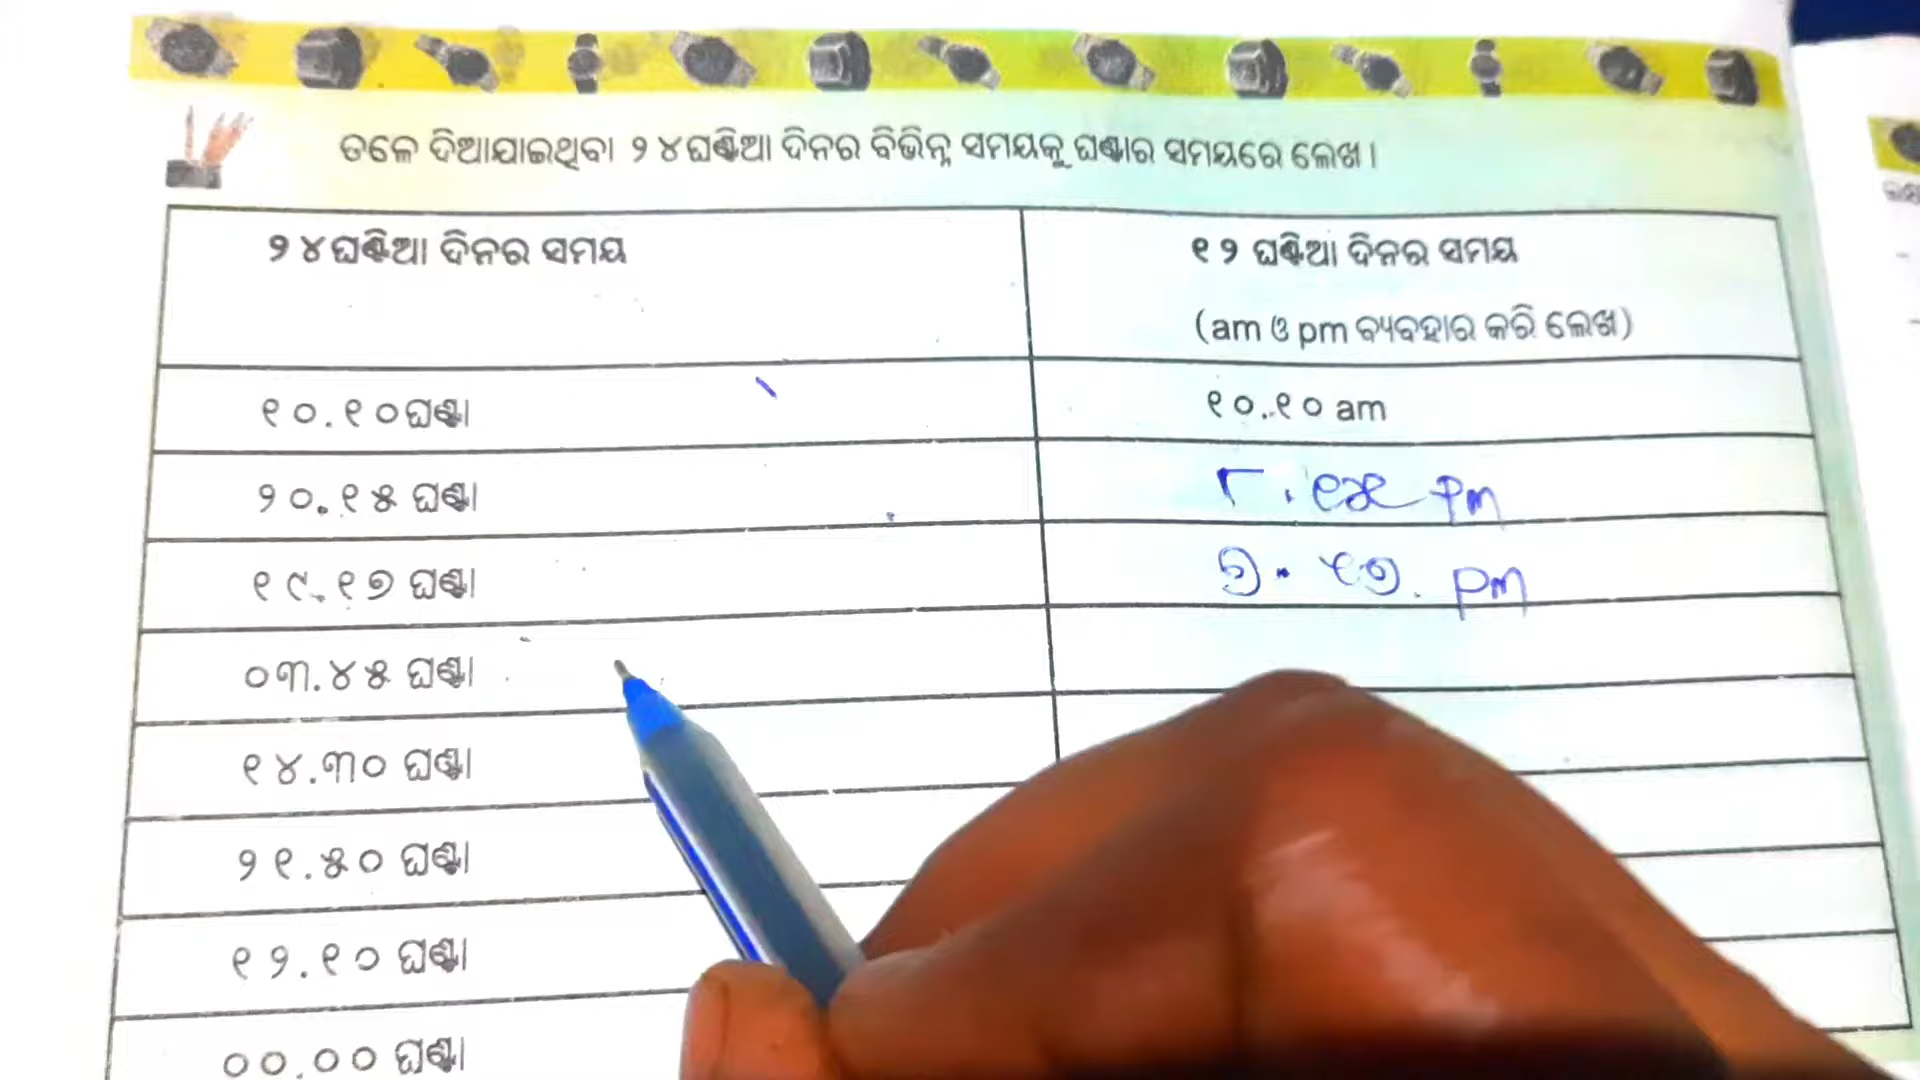 ତଳେ ଦିଆଯାଇଥିବା ୨୪ଘଣ୍ଟିଆ ଦିନର ବିଭିନ୍ନ ସମୟକୁ ଘଣ୍ଟାର ସମୟରେ ଲେଖ।
୨୪ଘଣ୍ଟିଆ ଦିନର ସମୟ
୧୨ ଘଣ୍ଟିଆ ଦିନର ସମୟ
(am ଓ pm ବ୍ୟବହାର କରି ଲେଖ)
୧୦.୧୦ଘଣ୍ଟା
୧୦.୧୦ am
୨୦.୧୫ ଘଣ୍ଟା
୮.୧୫ pm
୧୯.୧୭ ଘଣ୍ଟା
୭.୧୭. pm
୦୩.୪୫ ଘଣ୍ଟା
୧୪.୩୦ ଘଣ୍ଟା
୨୧.୫୦ ଘଣ୍ଟା
୧୨.୧୦ ଘଣ୍ଟା
୦୦.୦୦ ଘଣ୍ଟା